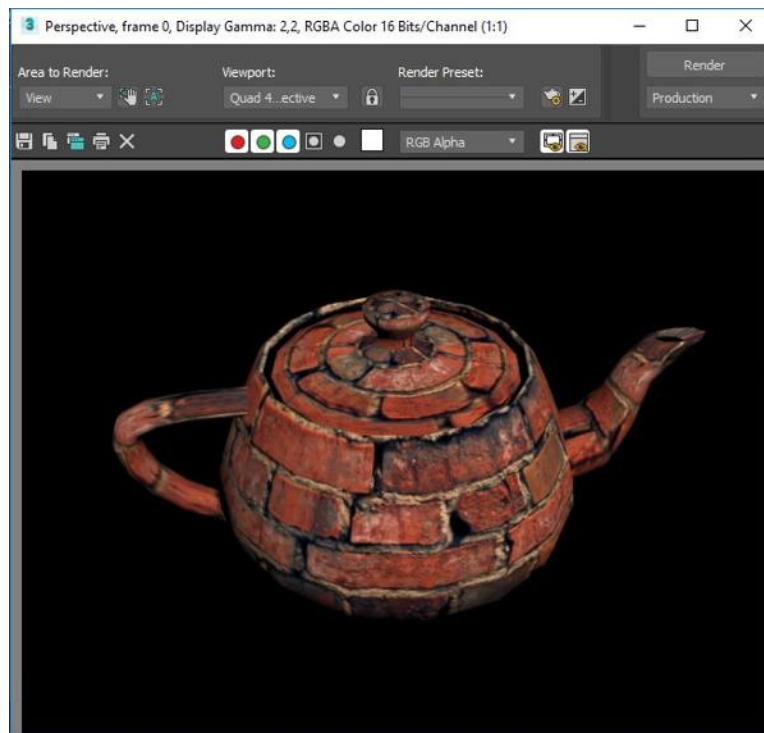 3 Perspective, frame 0, Display Gamma: 2,2, RGBA Color 16 Bits/Channel (1:1)
Area to Render:
Viewport:
Render Preset:
Render
View
Quad 4...ective
Production
RGB Alpha